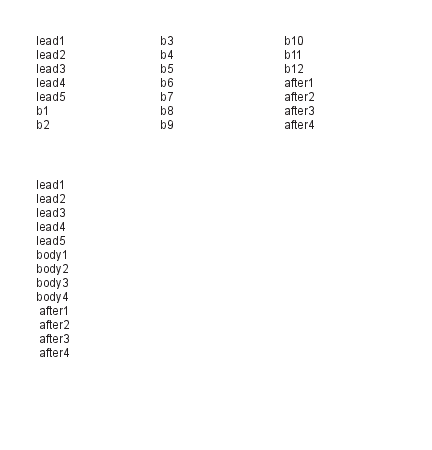 lead1
lead2
lead3
lead4
lead5
b1
b2
b3
b4
b5
b6
b7
b8
b9
b10
b11
b12
after1
after2
after3
after4
lead1
lead2
lead3
lead4
lead5
body1
body2
body3
body4
after1
after2
after3
after4